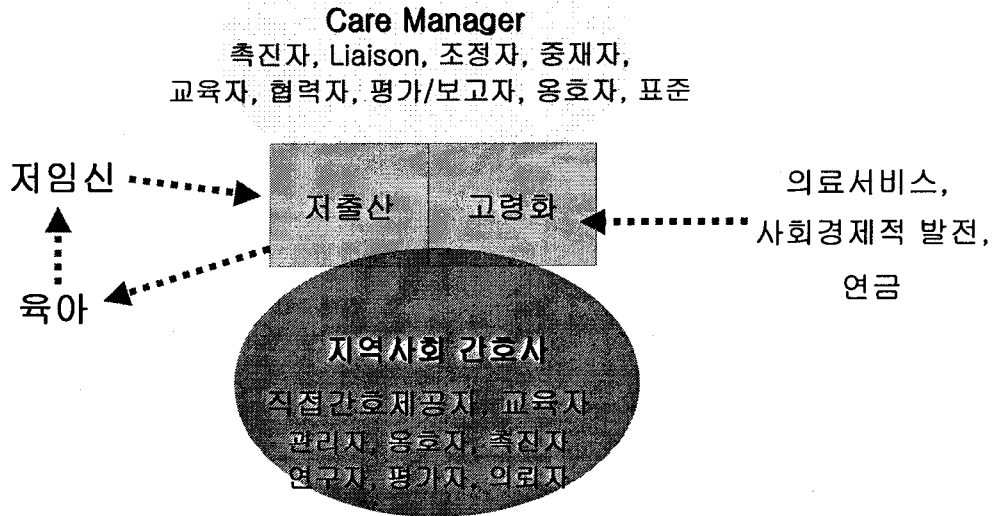 Care Manager
촉진자, Liaison, 조정자, 중재자,
교육자, 협력자, 평가/보고자, 옹호자, 표준
저임신
저출산
고령화
의료서비스,
사회경제적 발전,
연금
육아
지역사회 간호사
직접간호제공자, 교육자
관리자, 옹호자, 촉진자
연구자, 평가자, 의뢰자